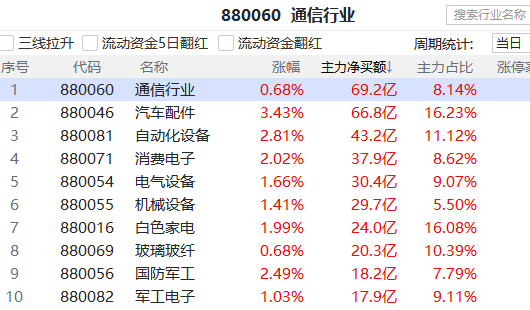 880060 通信行业 搜索行业名称
三线拉升 流动资金5日翻红 流动资金翻红 周期统计: 当日
序号 代码 名称 涨幅 主力净买额↓ 主力占比 涨停家
1 880060 通信行业 0.68% 69.2亿 8.14%
2 880046 汽车配件 3.43% 66.8亿 16.23%
3 880081 自动化设备 2.81% 43.2亿 11.12%
4 880071 消费电子 2.02% 37.9亿 8.62%
5 880054 电气设备 1.66% 30.4亿 9.07%
6 880055 机械设备 1.41% 29.7亿 5.50%
7 880016 白色家电 1.99% 24.0亿 16.08%
8 880069 玻璃玻纤 0.68% 20.3亿 10.39%
9 880056 国防军工 2.49% 18.2亿 7.79%
10 880082 军工电子 1.03% 17.9亿 9.11%